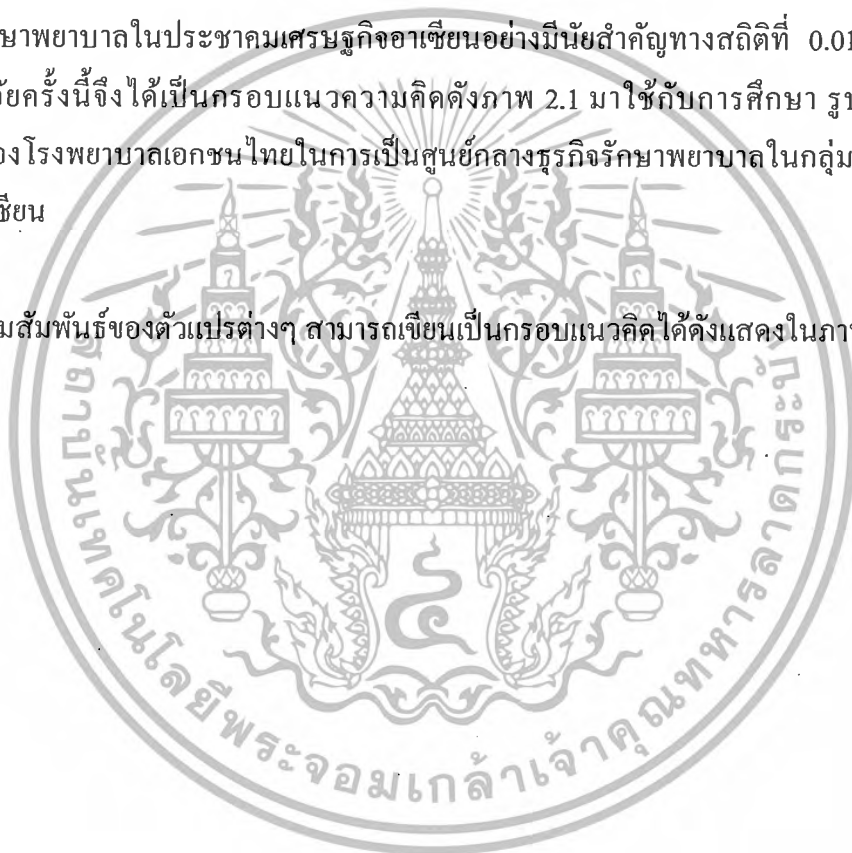 ษาพยาบาลในประชาคมเศรษฐกิจอาเซียนอย่างมีนัยสำคัญทางสถิติที่ 0.01
ัยครั้งนี้จึงได้เป็นกรอบแนวความคิดดังภาพ 2.1 มาใช้กับการศึกษา รูป
องโรงพยาบาลเอกชนไทยในการเป็นศูนย์กลางธุรกิจรักษาพยาบาลในกลุ่ม
ซียน
มสัมพันธ์ของตัวแปรต่างๆ สามารถเขียนเป็นกรอบแนวคิดได้ดังแสดงในภา
สถาบันเทคโนโลยีพระจอมเกล้าเจ้าคุณทหารลาดกระบัง
๔